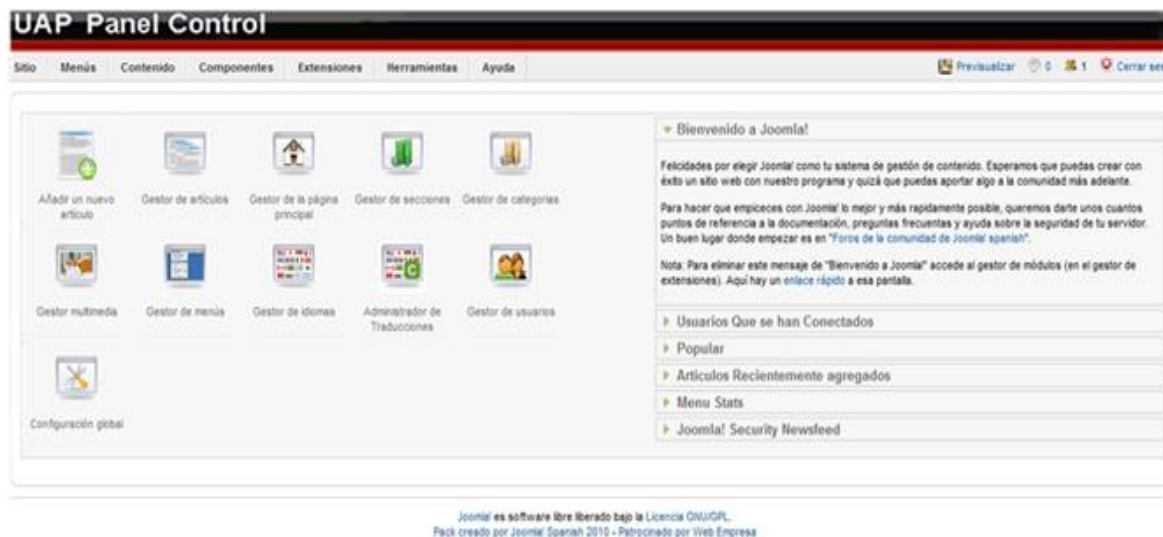 UAP Panel Control
Sitio Menús Contenido Componentes Extensiones Herramientas Ayuda
Previsualizar 0 1 Cerrar ses
Añadir un nuevo artículo
Gestor de artículos
Gestor de la página principal
Gestor de secciones
Gestor de categorías
Gestor multimedia
Gestor de menús
Gestor de idiomas
Administrador de Traducciones
Gestor de usuarios
Configuración global
Bienvenido a Joomla!
Felicidades por elegir Joomla! como tu sistema de gestión de contenido. Esperamos que puedas crear con
éxito un sitio web con nuestro programa y quizá que puedas aportar algo a la comunidad más adelante.
Para hacer que empiceces con Joomla! lo mejor y más rapidamente posible, queremos darte unos cuantos
puntos de referencia a la documentación, preguntas frecuentes y ayuda sobre la seguridad de tu servidor.
Un buen lugar donde empezar es en "Foros de la comunidad de Joomla! spanish".
Nota: Para eliminar este mensaje de "Bienvenido a Joomla!" accede al gestor de módulos (en el gestor de
extensiones). Aquí hay un enlace rápido a esa pantalla.
Usuarios Que se han Conectados
Popular
Articulos Recientemente agregados
Menu Stats
Joomla! Security Newsfeed
Joomla! es software libre liberado bajo la Licencia GNU/GPL.
Pack creado por Joomla! Spanish 2010 - Patrocinado por Web Empresa